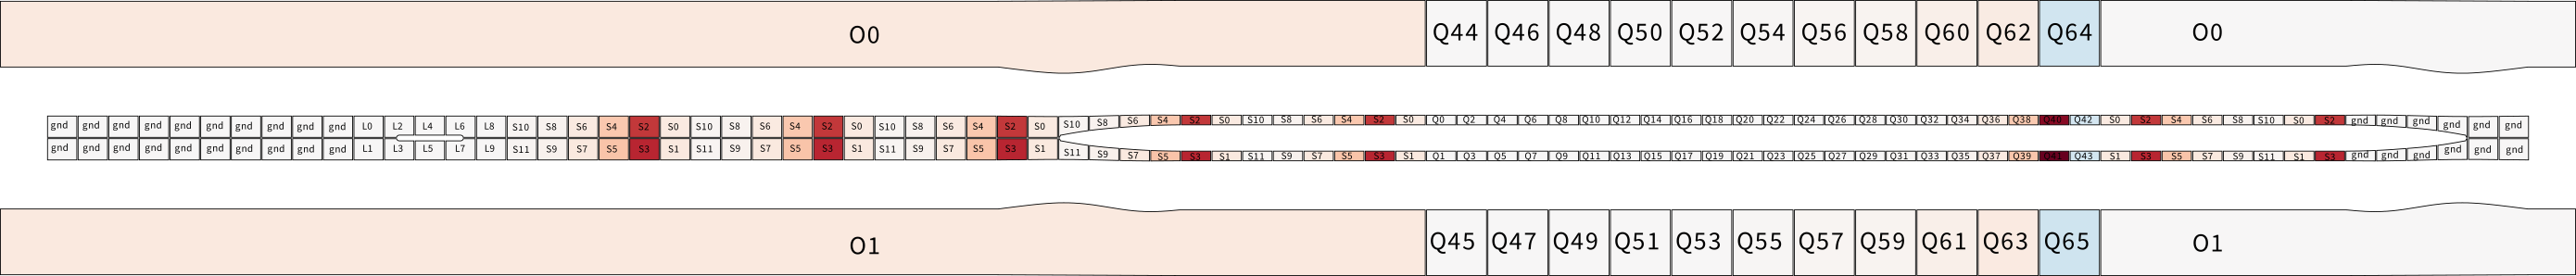 O0 Q44 Q46 Q48 Q50 Q52 Q54 Q56 Q58 Q60 Q62 Q64 O0
gnd gnd gnd gnd gnd gnd gnd gnd gnd gnd L0 L2 L4 L6 L8 S10 S8 S6 S4 S2 S0 S10 S8 S6 S4 S2 S0 S10 S8 S6 S4 S2 S0 S10 S8 S6 S4 S2 S0 S10 S8 S6 S4 S2 S0 Q0 Q2 Q4 Q6 Q8 Q10 Q12 Q14 Q16 Q18 Q20 Q22 Q24 Q26 Q28 Q30 Q32 Q34 Q36 Q38 Q40 Q42 S0 S2 S4 S6 S8 S10 S0 S2 gnd gnd gnd gnd gnd gnd
gnd gnd gnd gnd gnd gnd gnd gnd gnd gnd L1 L3 L5 L7 L9 S11 S9 S7 S5 S3 S1 S11 S9 S7 S5 S3 S1 S11 S9 S7 S5 S3 S1 S11 S9 S7 S5 S3 S1 S11 S9 S7 S5 S3 S1 Q1 Q3 Q5 Q7 Q9 Q11 Q13 Q15 Q17 Q19 Q21 Q23 Q25 Q27 Q29 Q31 Q33 Q35 Q37 Q39 Q41 Q43 S1 S3 S5 S7 S9 S11 S1 S3 gnd gnd gnd gnd gnd gnd
O1 Q45 Q47 Q49 Q51 Q53 Q55 Q57 Q59 Q61 Q63 Q65 O1